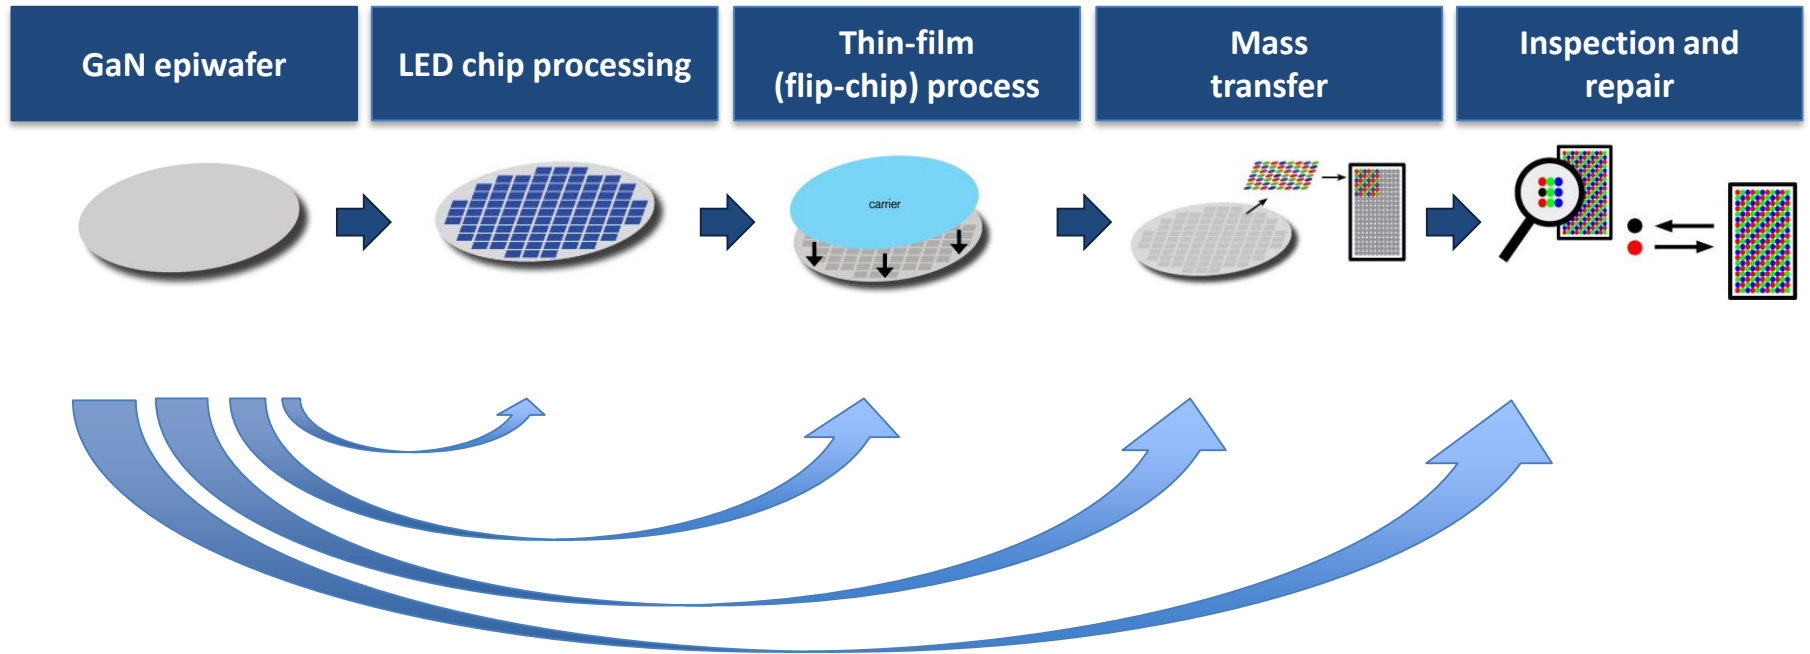 GaN epiwafer
LED chip processing
Thin-film
(flip-chip) process
Mass
transfer
Inspection and
repair
carrier